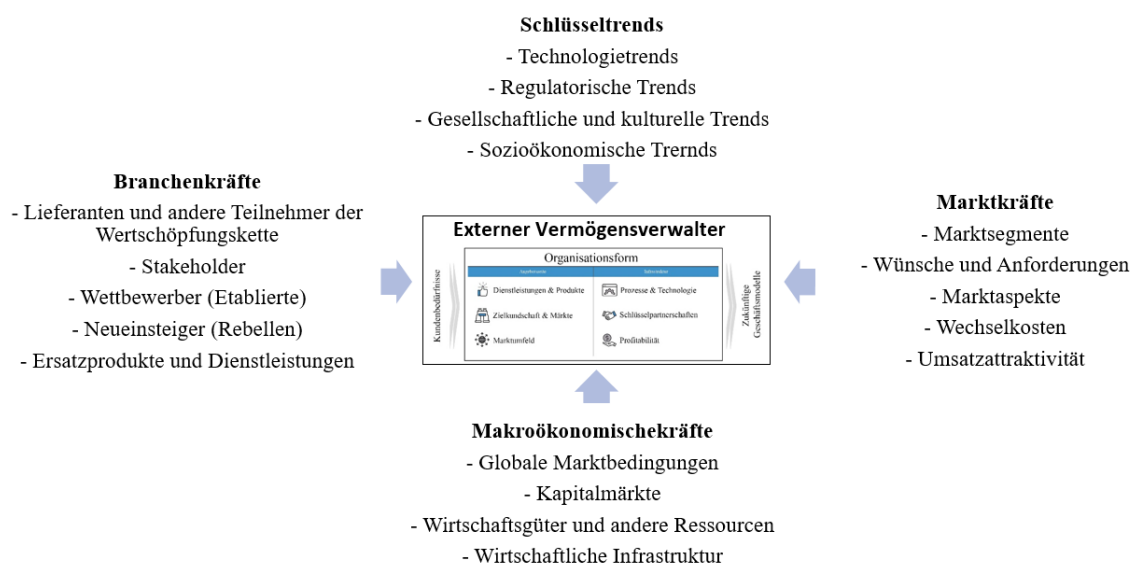 Schlüsseltrends
- Technologietrends
- Regulatorische Trends
- Gesellschaftliche und kulturelle Trends
- Sozioökonomische Trernds
Branchenkräfte
- Lieferanten und andere Teilnehmer der
Wertschöpfungskette
- Stakeholder
- Wettbewerber (Etablierte)
- Neueinsteiger (Rebellen)
- Ersatzprodukte und Dienstleistungen
Externer Vermögensverwalter
Organisationsform
Kundenbedürfnisse
Dienstleistungen & Produkte
Zielkundschaft & Märkte
Marktumfeld
Prozesse & Technologie
Schlüsselpartnerschaften
Profitabilität
Zukünftige
Geschäftsmodelle
Marktkräfte
- Marktsegmente
- Wünsche und Anforderungen
- Marktaspekte
- Wechselkosten
- Umsatzattraktivität
Makroökonomischekräfte
- Globale Marktbedingungen
- Kapitalmärkte
- Wirtschaftsgüter und andere Ressourcen
- Wirtschaftliche Infrastruktur